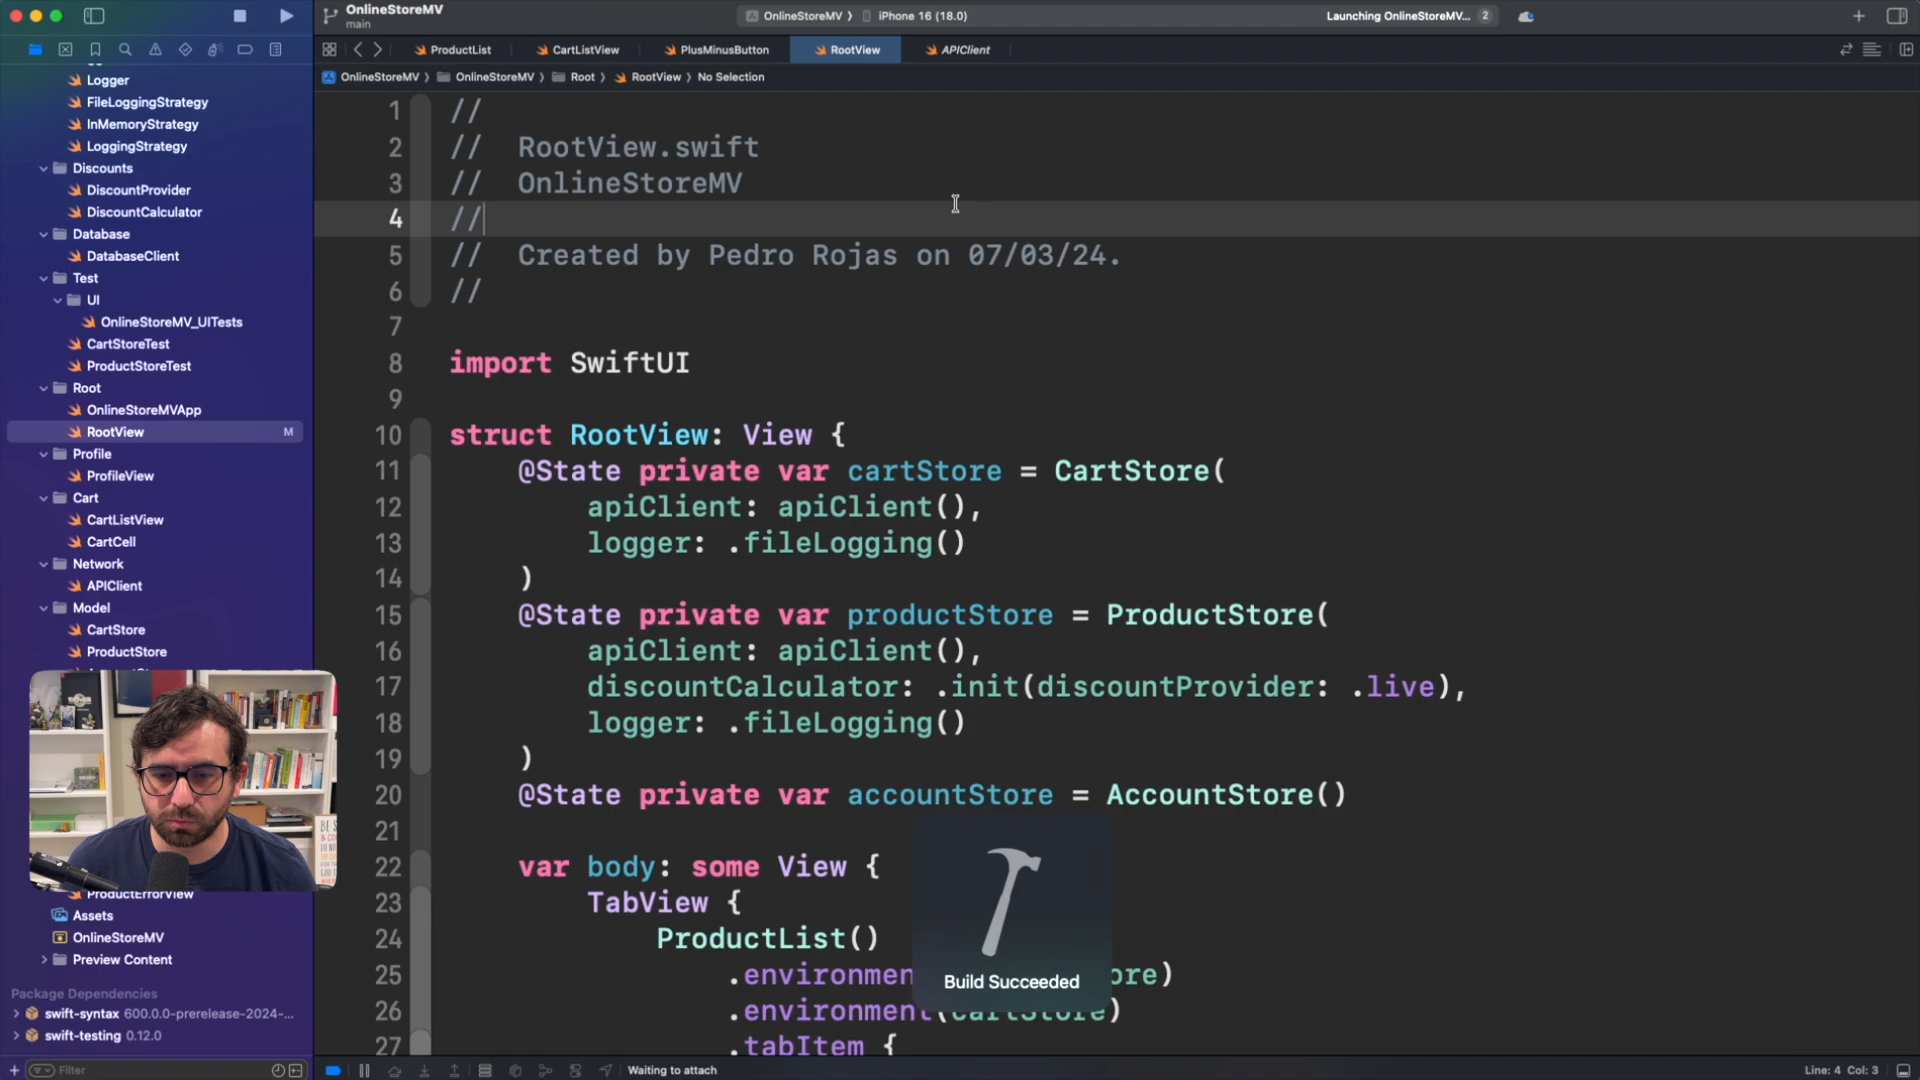 OnlineStoreMV
main
OnlineStoreMV
iPhone 16 (18.0)
Launching OnlineStoreMV...
2
ProductList
CartListView
PlusMinusButton
RootView
APIClient
OnlineStoreMV
OnlineStoreMV
Root
RootView
No Selection
Logger
FileLoggingStrategy
InMemoryStrategy
LoggingStrategy
Discounts
DiscountProvider
DiscountCalculator
Database
DatabaseClient
Test
UI
OnlineStoreMV_UITests
CartStoreTest
ProductStoreTest
Root
OnlineStoreMVApp
RootView M
Profile
ProfileView
Cart
CartListView
CartCell
Network
APIClient
Model
CartStore
ProductStore
ProductErrorView
Assets
OnlineStoreMV
Preview Content
Package Dependencies
swift-syntax 600.0.0-prerelease-2024-...
swift-testing 0.12.0
Filter
1 //
2 // RootView.swift
3 // OnlineStoreMV
4 //
5 // Created by Pedro Rojas on 07/03/24.
6 //
7
8 import SwiftUI
9
10 struct RootView: View {
11 @State private var cartStore = CartStore(
12 apiClient: apiClient(),
13 logger: .fileLogging()
14 )
15 @State private var productStore = ProductStore(
16 apiClient: apiClient(),
17 discountCalculator: .init(discountProvider: .live),
18 logger: .fileLogging()
19 )
20 @State private var accountStore = AccountStore()
21
22 var body: some View {
23 TabView {
24 ProductList()
25 .environmen ore)
26 .environment(cartStore)
27 .tabItem {
Build Succeeded
Waiting to attach
Line: 4 Col: 3